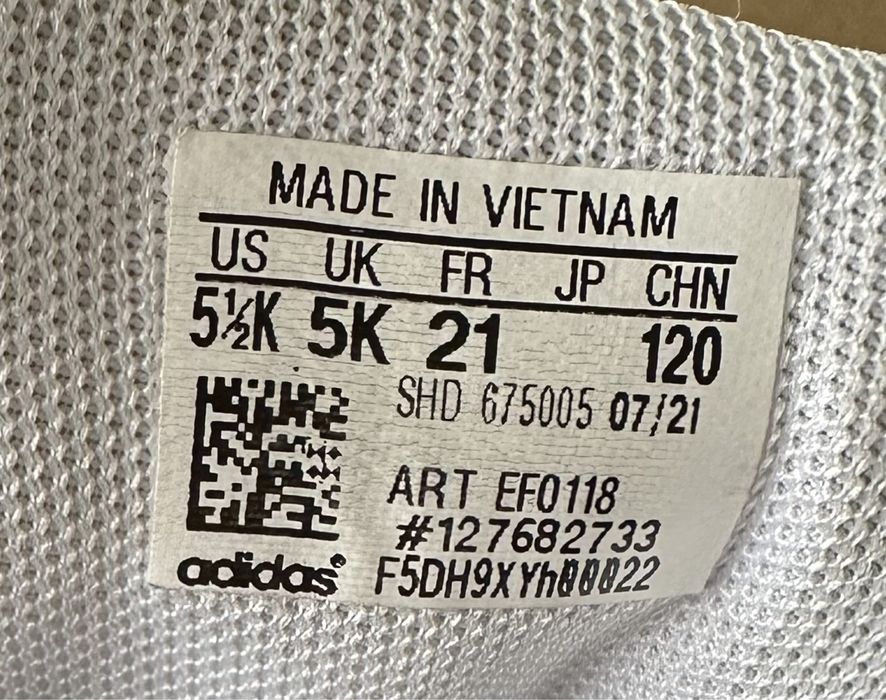 MADE IN VIETNAM
US UK FR JP CHN
5½K 5K 21 120
SHD 675005 07/21
ART EF0118
#127682733
adidas® F5DH9XYh00022